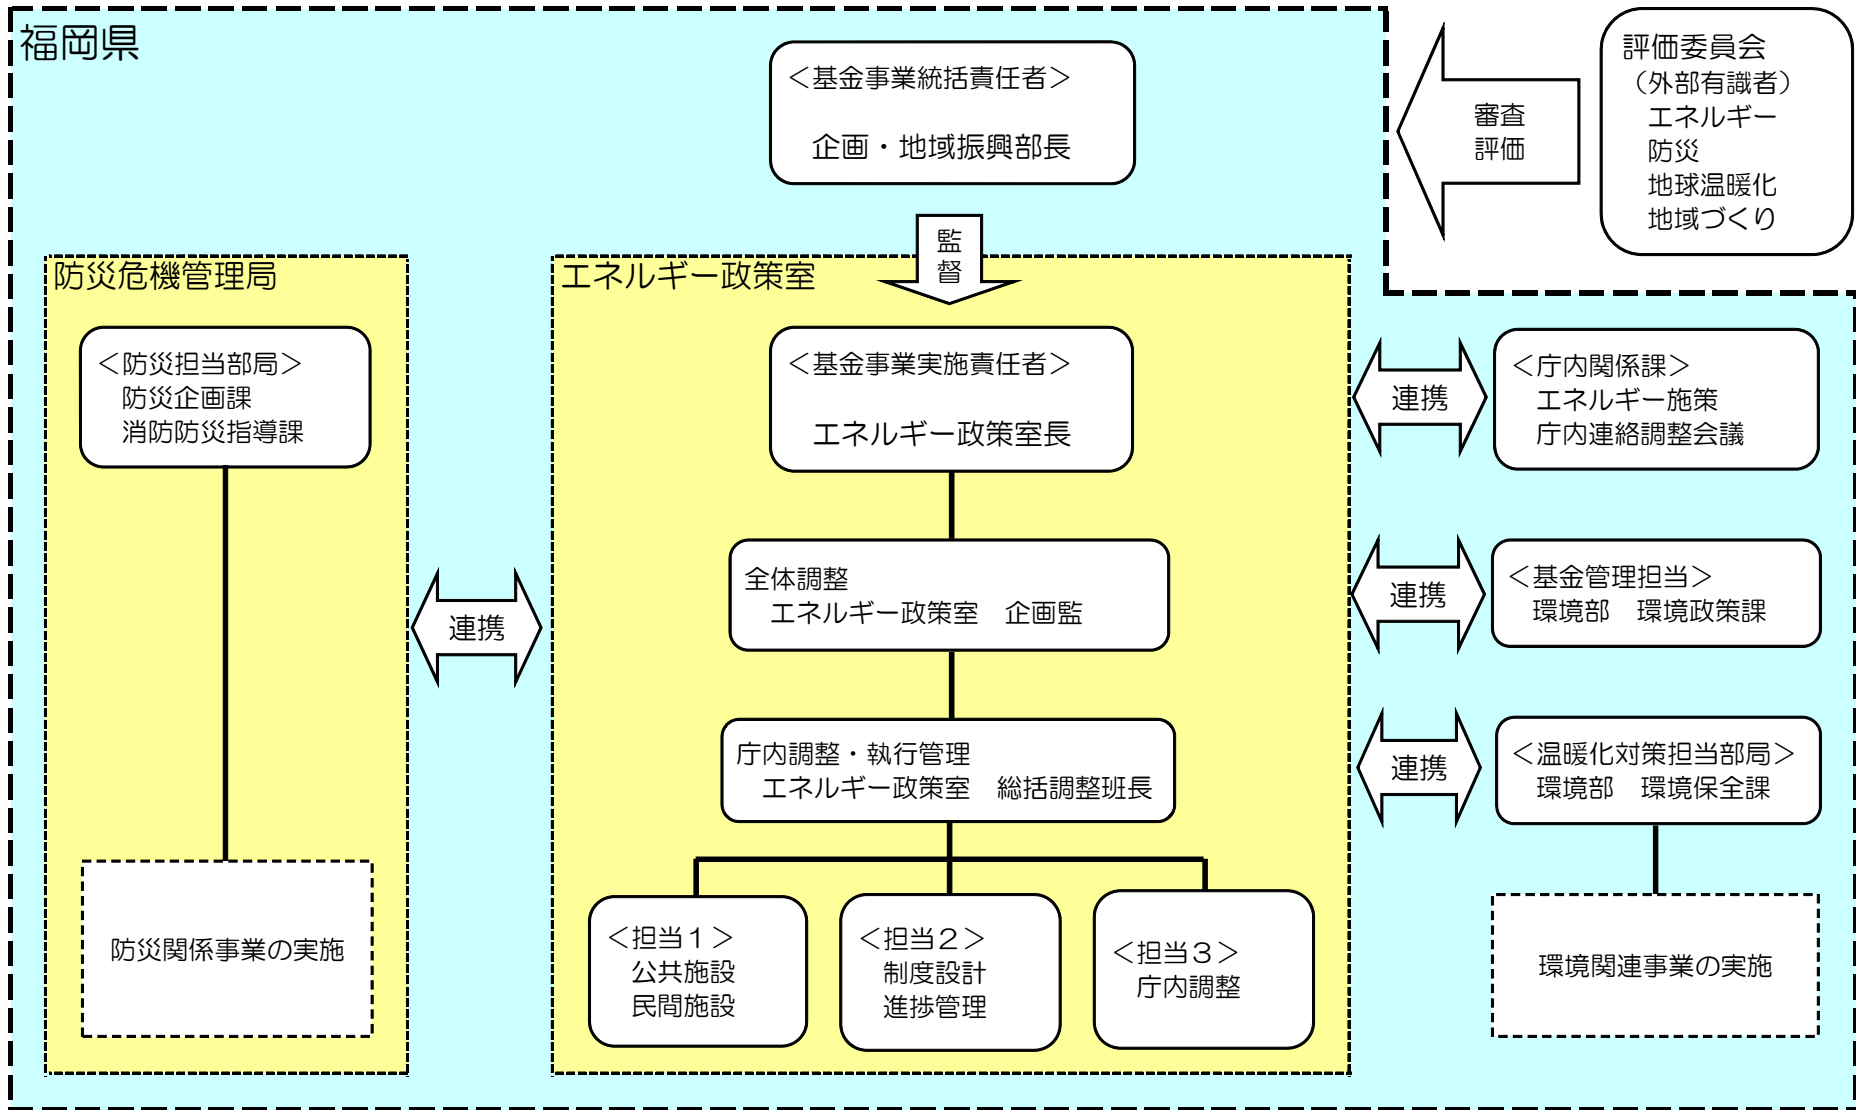 福岡県
＜基金事業統括責任者＞
企画・地域振興部長
審査
評価
評価委員会
（外部有識者）
エネルギー
防災
地球温暖化
地域づくり
監
督
防災危機管理局
＜防災担当部局＞
防災企画課
消防防災指導課
防災関係事業の実施
連携
エネルギー政策室
＜基金事業実施責任者＞
エネルギー政策室長
全体調整
エネルギー政策室　企画監
庁内調整・執行管理
エネルギー政策室　総括調整班長
＜担当１＞
公共施設
民間施設
＜担当２＞
制度設計
進捗管理
＜担当３＞
庁内調整
連携
＜庁内関係課＞
エネルギー施策
庁内連絡調整会議
連携
＜基金管理担当＞
環境部　環境政策課
連携
＜温暖化対策担当部局＞
環境部　環境保全課
環境関連事業の実施